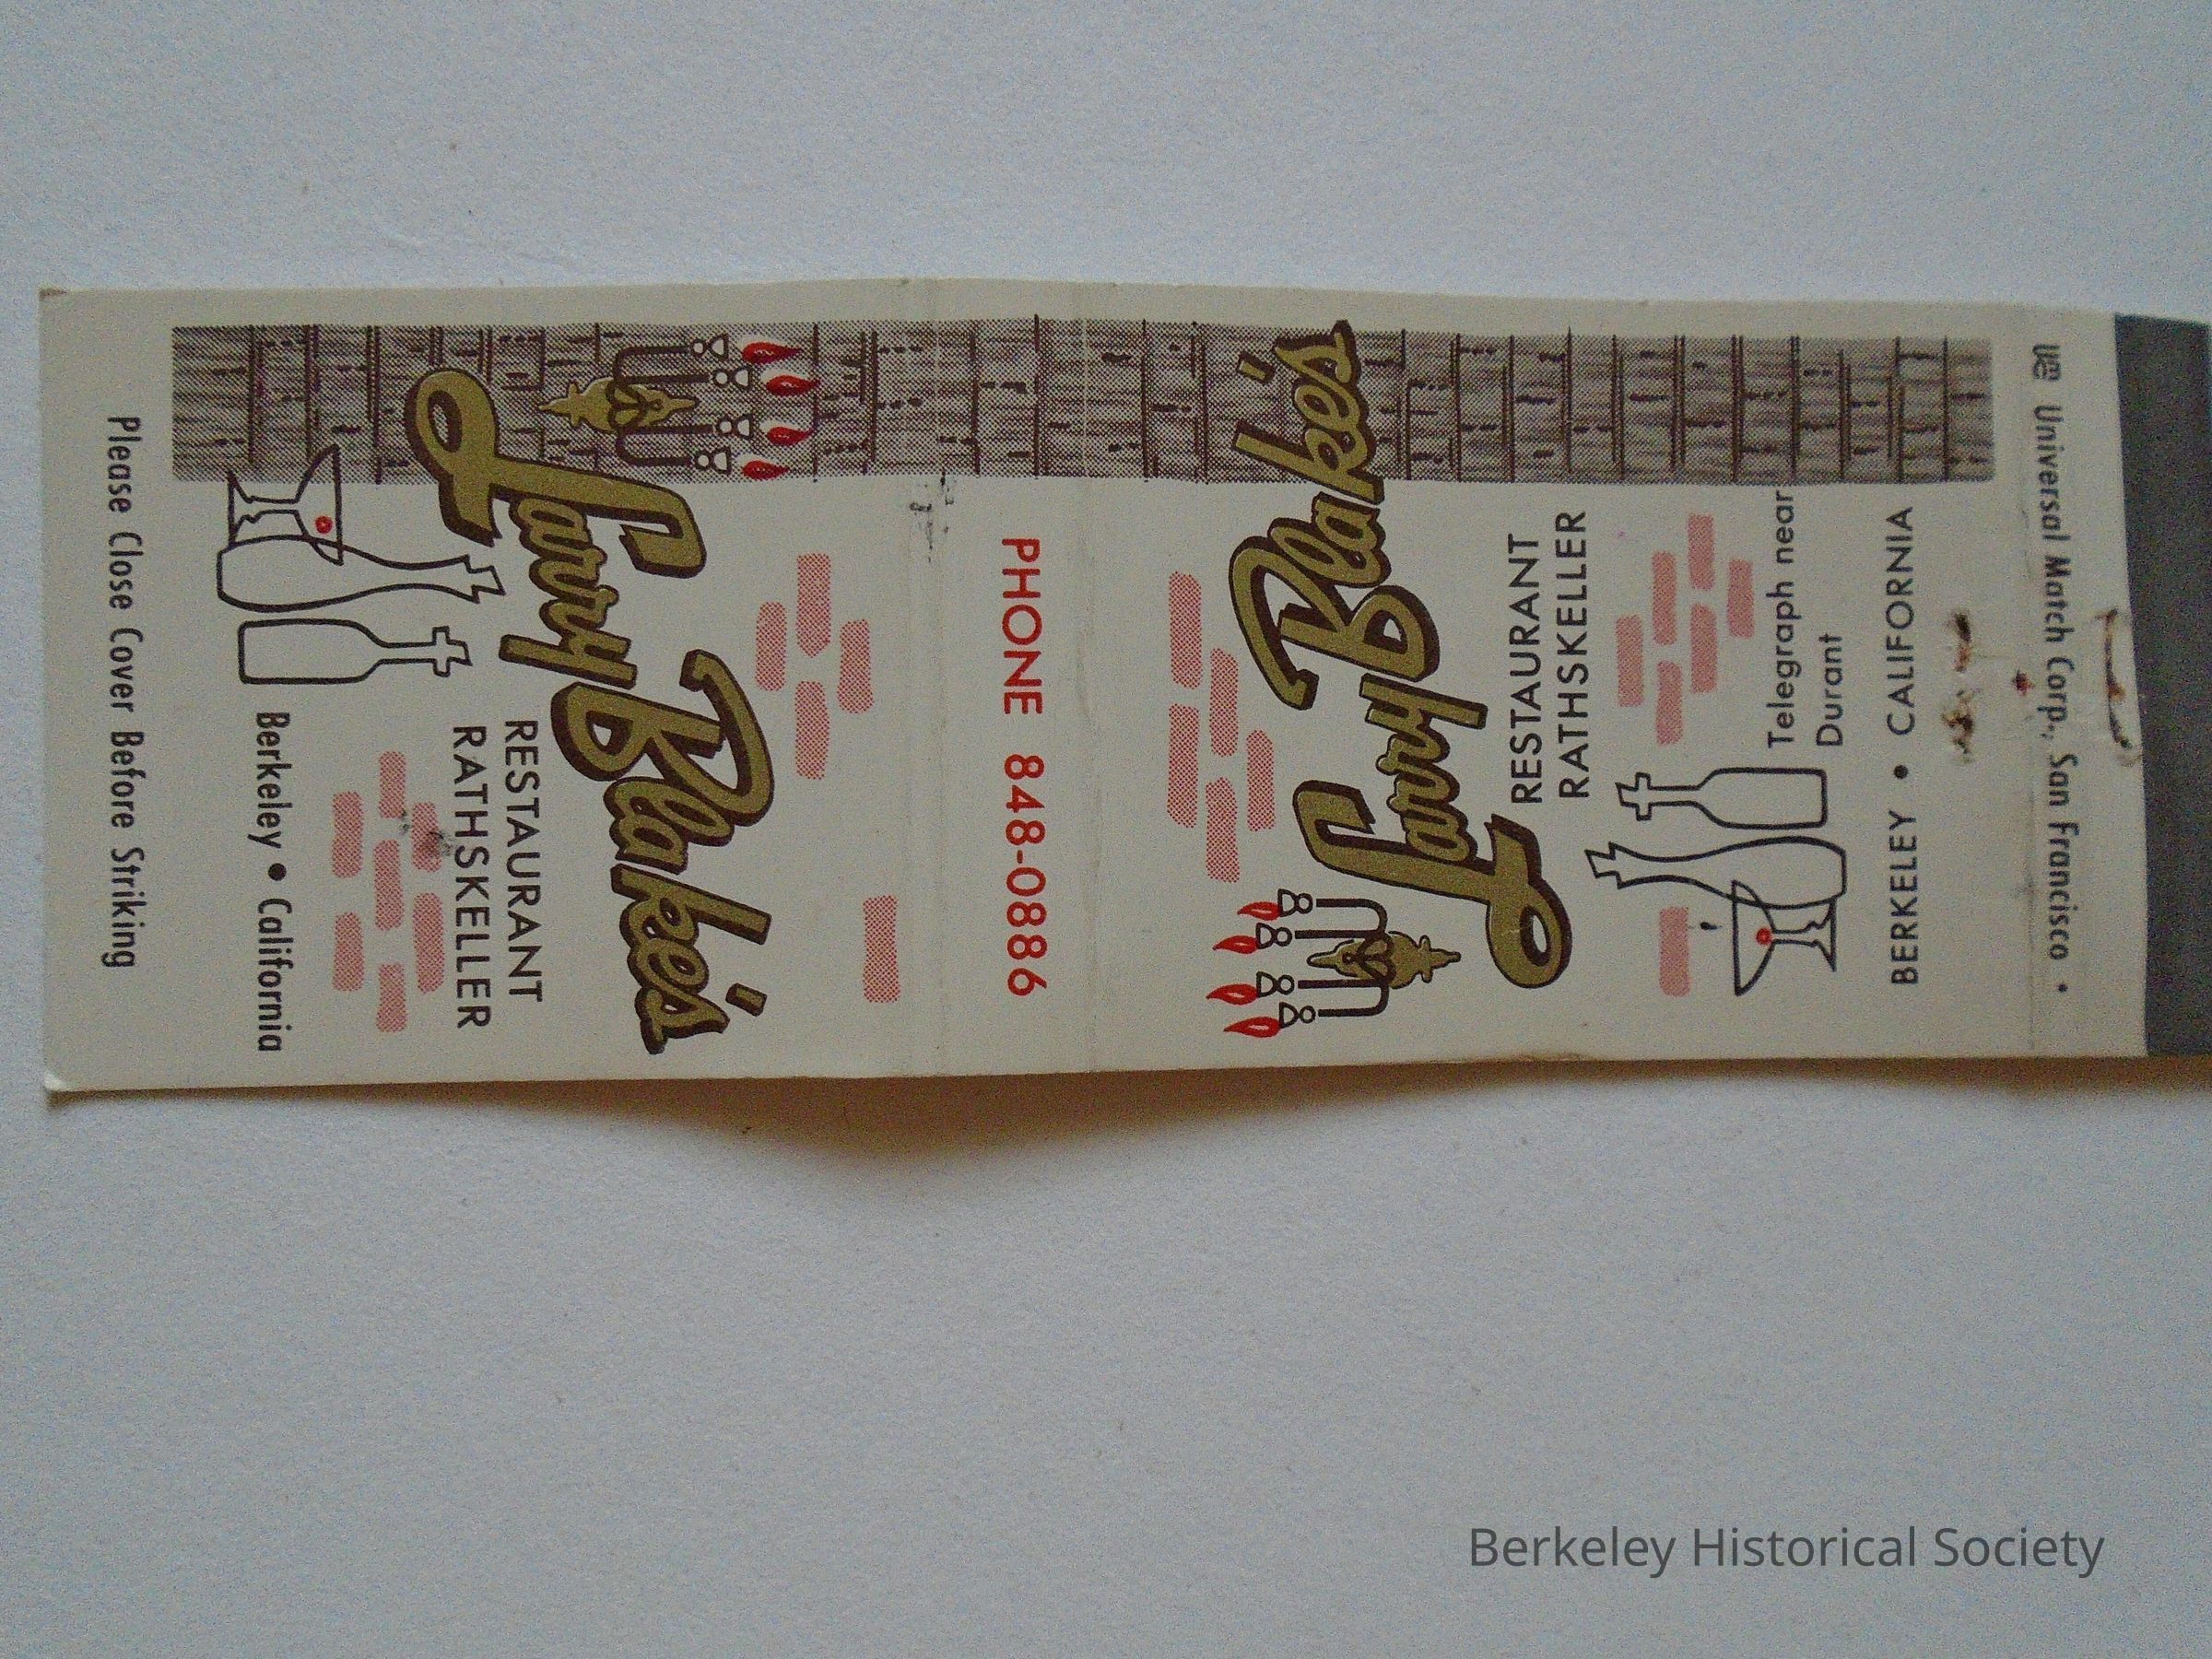 Please Close Cover Before Striking
Berkeley • California
RESTAURANT
RATHSKELLER
Larry Blake's
PHONE 848-0886
Larry Blake's
RESTAURANT
RATHSKELLER
Telegraph near
Durant
BERKELEY • CALIFORNIA
Universal Match Corp., San Francisco •
Berkeley Historical Society